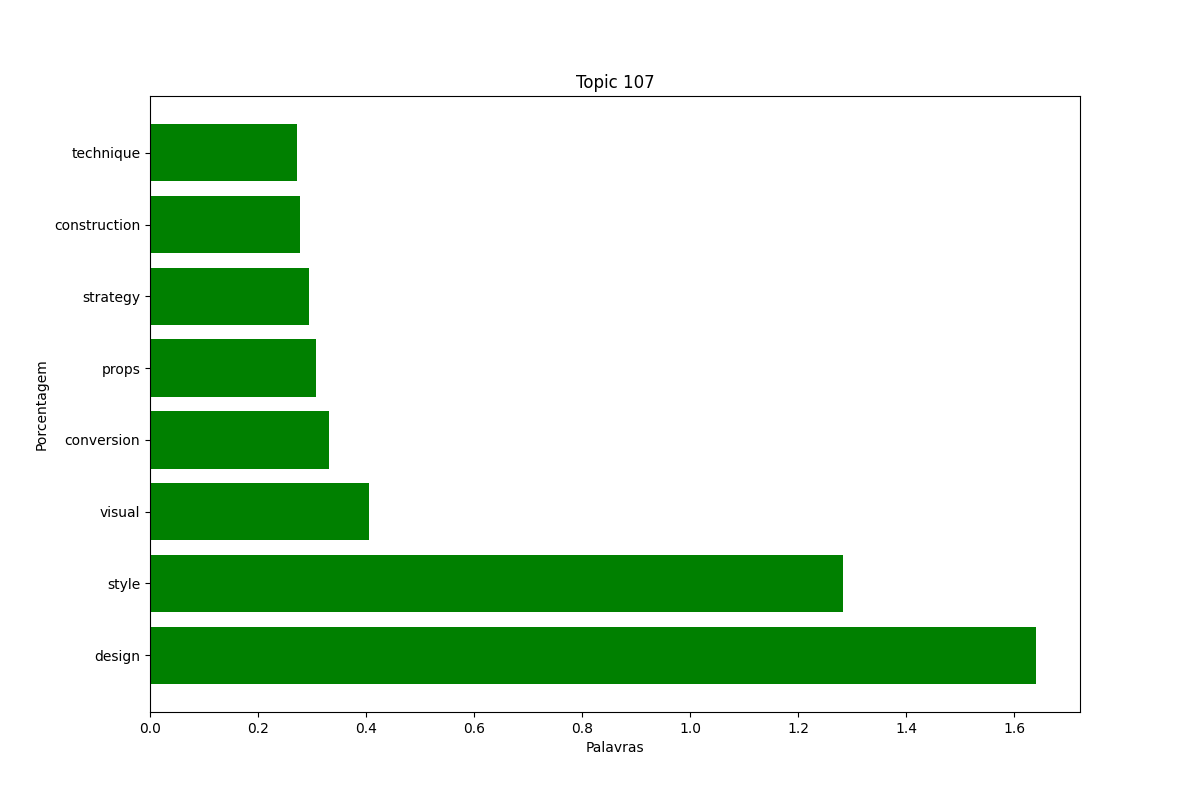 Topic 107
technique
construction
strategy
props
conversion
visual
style
design
Porcentagem
0.0 0.2 0.4 0.6 0.8 1.0 1.2 1.4 1.6
Palavras